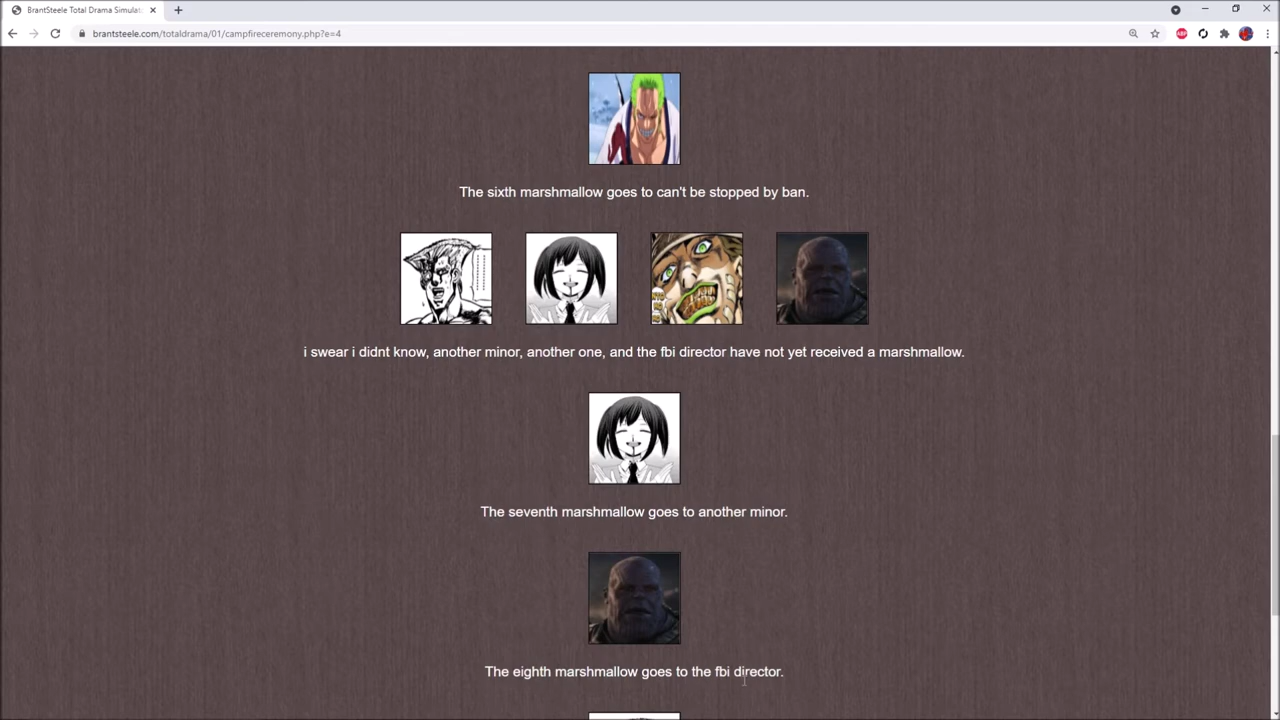 BrantSteele Total Drama Simulat
brantsteele.com/totaldrama/01/campfireceremony.php?e=4
ABP
The sixth marshmallow goes to can't be stopped by ban.
i swear i didnt know, another minor, another one, and the fbi director have not yet received a marshmallow.
The seventh marshmallow goes to another minor.
The eighth marshmallow goes to the fbi director.